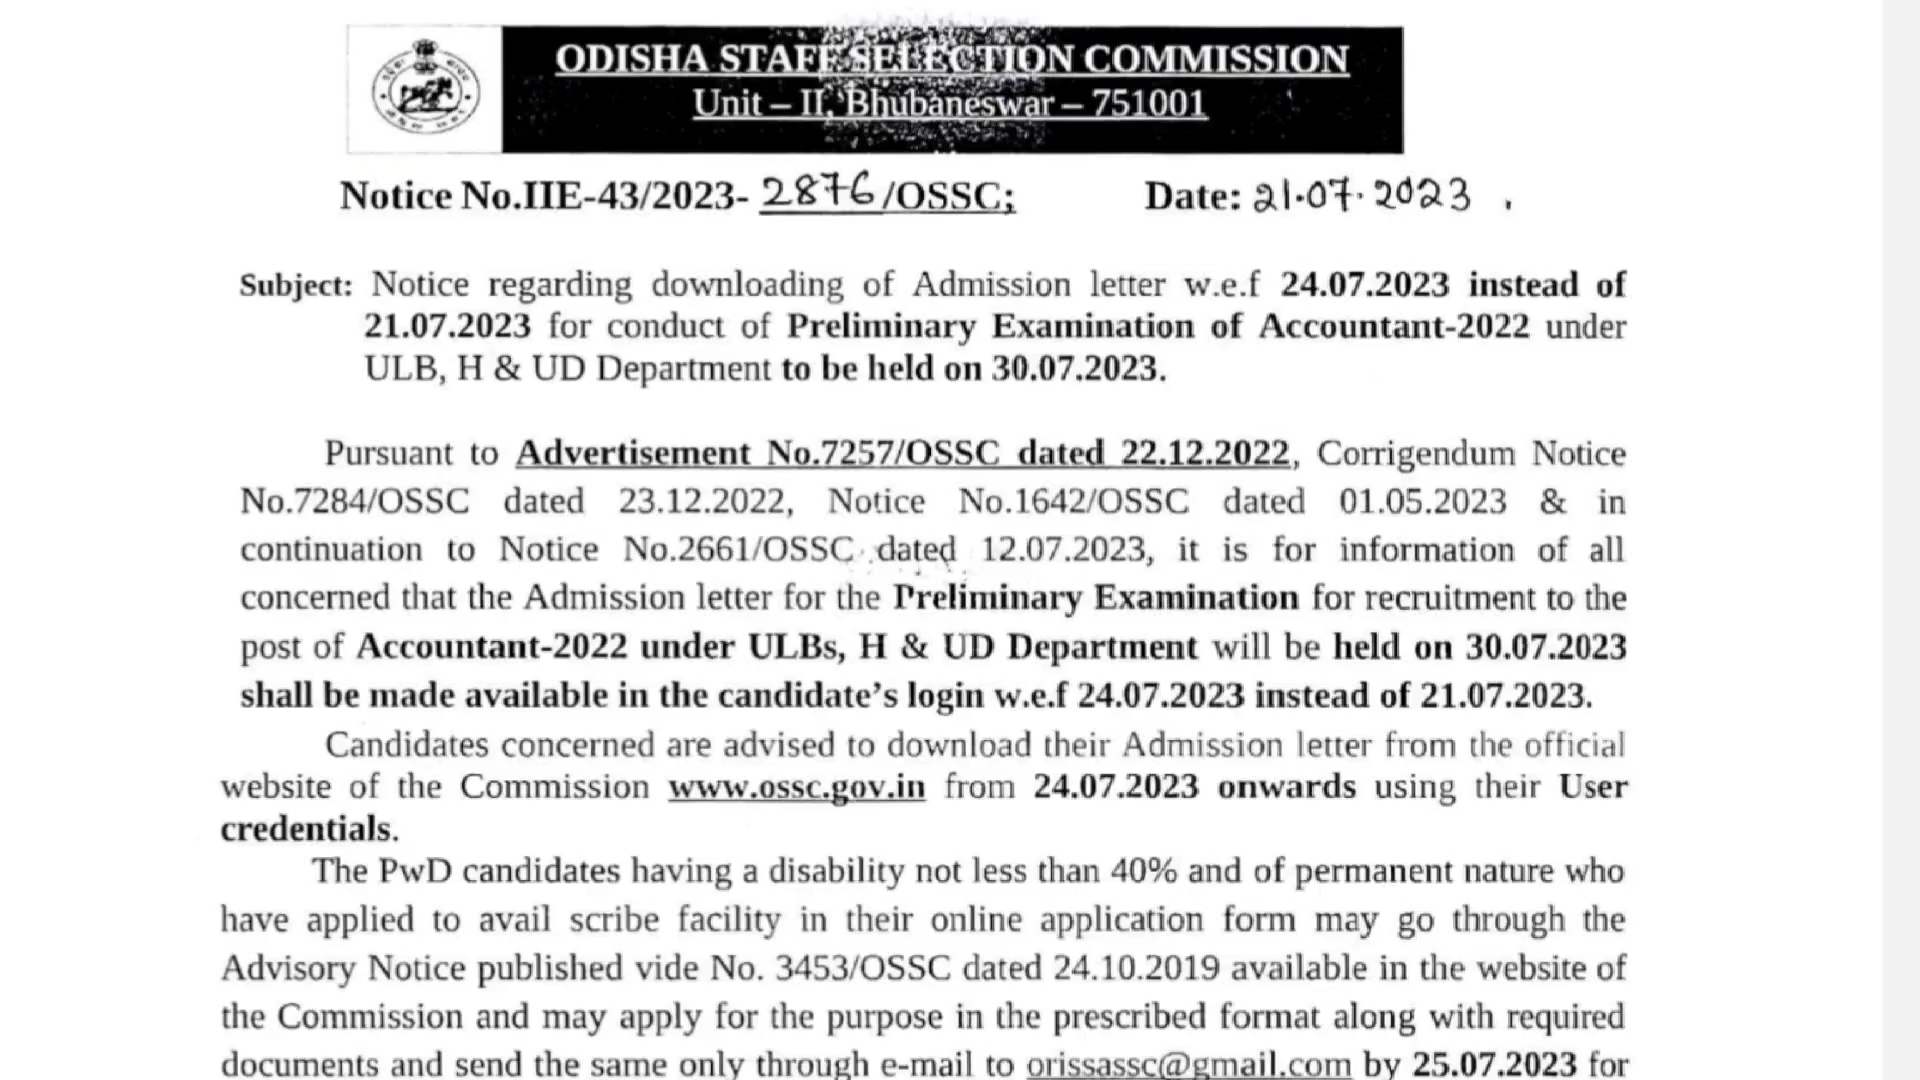 ODISHA STAFF SELECTION COMMISSION
Unit – II, Bhubaneswar – 751001
Notice No.IIE-43/2023- 2876/OSSC; Date: 21.07.2023
Subject: Notice regarding downloading of Admission letter w.e.f 24.07.2023 instead of
21.07.2023 for conduct of Preliminary Examination of Accountant-2022 under
ULB, H & UD Department to be held on 30.07.2023.
Pursuant to Advertisement No.7257/OSSC dated 22.12.2022, Corrigendum Notice
No.7284/OSSC dated 23.12.2022, Notice No.1642/OSSC dated 01.05.2023 & in
continuation to Notice No.2661/OSSC dated 12.07.2023, it is for information of all
concerned that the Admission letter for the Preliminary Examination for recruitment to the
post of Accountant-2022 under ULBs, H & UD Department will be held on 30.07.2023
shall be made available in the candidate's login w.e.f 24.07.2023 instead of 21.07.2023.
Candidates concerned are advised to download their Admission letter from the official
website of the Commission www.ossc.gov.in from 24.07.2023 onwards using their User
credentials.
The PwD candidates having a disability not less than 40% and of permanent nature who
have applied to avail scribe facility in their online application form may go through the
Advisory Notice published vide No. 3453/OSSC dated 24.10.2019 available in the website of
the Commission and may apply for the purpose in the prescribed format along with required
documents and send the same only through e-mail to orissassc@gmail.com by 25.07.2023 for